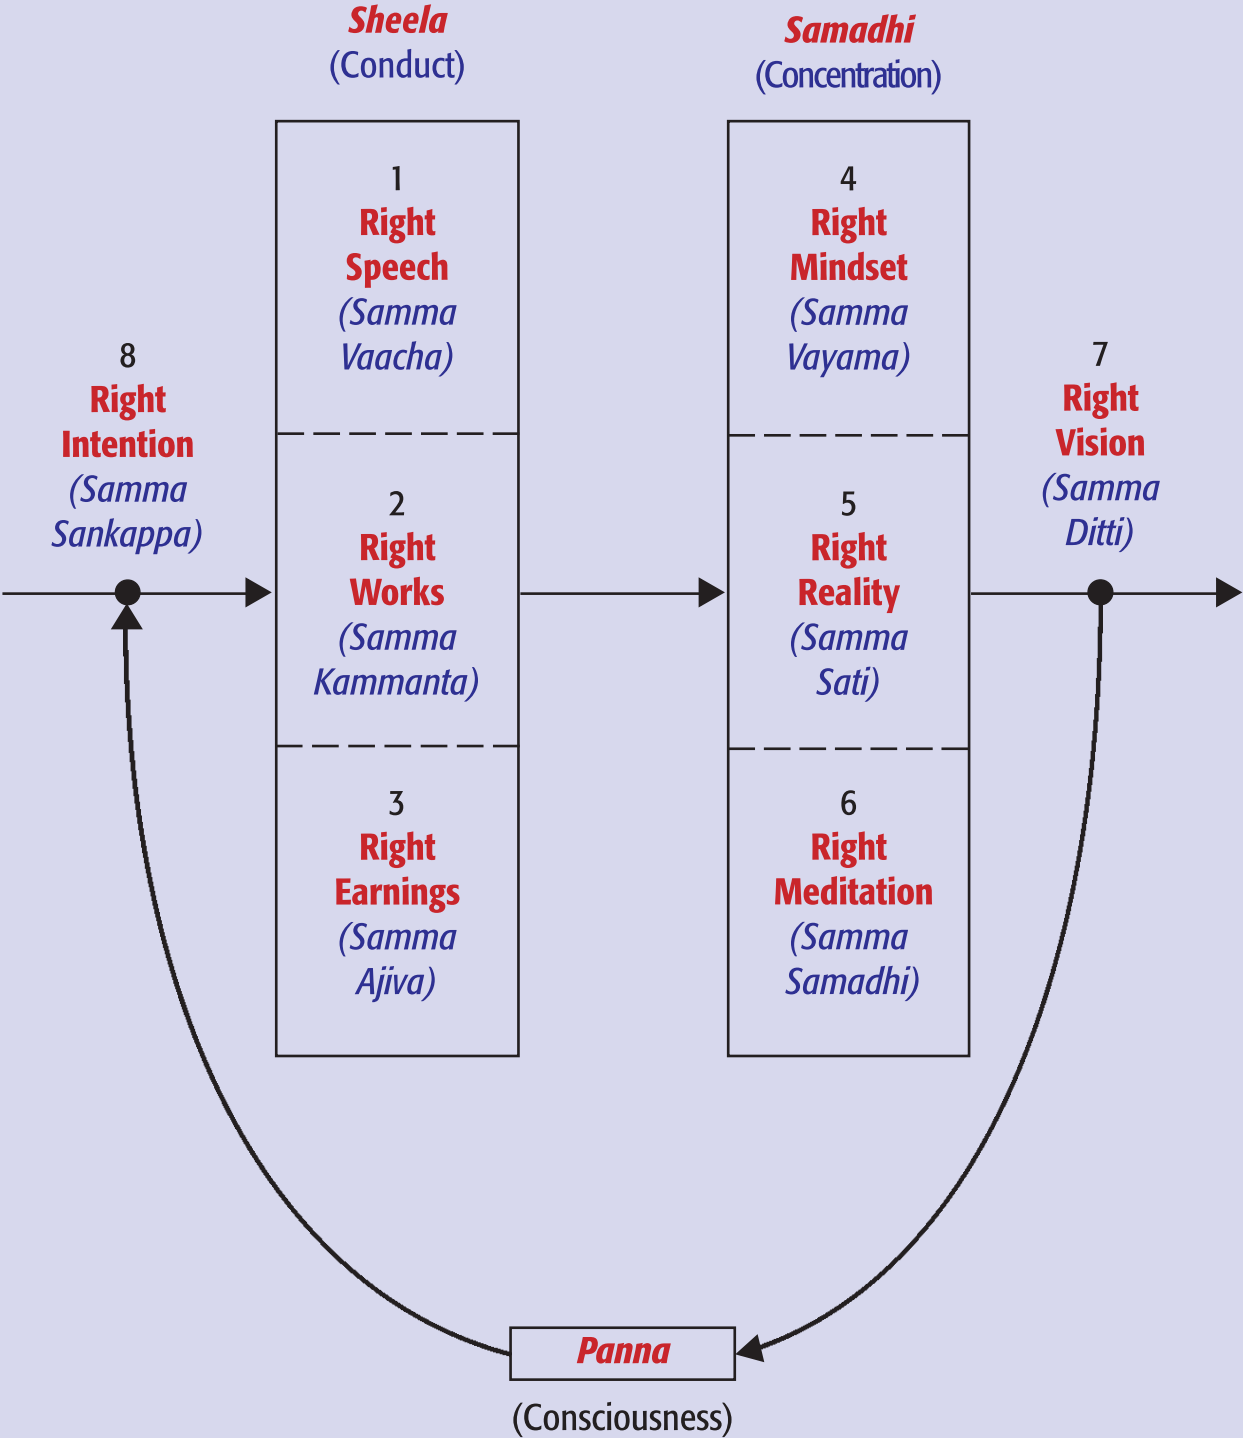 Sheela
(Conduct)
Samadhi
(Concentration)
8
Right
Intention
(Samma
Sankappa)
1
Right
Speech
(Samma
Vaacha)
2
Right
Works
(Samma
Kammanta)
3
Right
Earnings
(Samma
Ajiva)
4
Right
Mindset
(Samma
Vayama)
5
Right
Reality
(Samma
Sati)
6
Right
Meditation
(Samma
Samadhi)
7
Right
Vision
(Samma
Ditti)
Panna
(Consciousness)